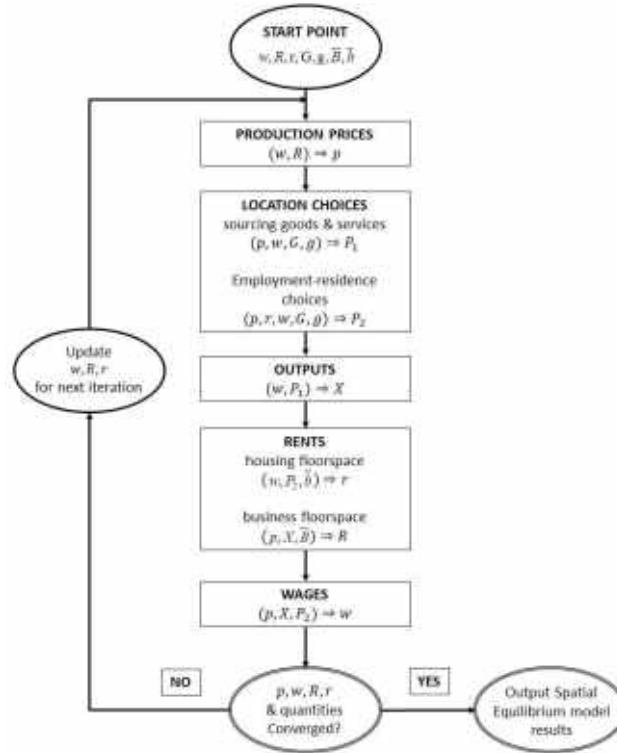 START POINT
w, R, r, G, g, B̅, b̅
PRODUCTION PRICES
(w, R) ⇒ p
LOCATION CHOICES
sourcing goods & services
(p, w, G, g) ⇒ P₁
Employment-residence
choices
(p, r, w, G, g) ⇒ P₂
Update
w, R, r
for next iteration
OUTPUTS
(w, P₁) ⇒ X
RENTS
housing floorspace
(w, P₂, b̅) ⇒ r
business floorspace
(p, X, B̅) ⇒ R
WAGES
(p, X, P₂) ⇒ w
NO
p, w, R, r
& quantities
Converged?
YES
Output Spatial
Equilibrium model
results